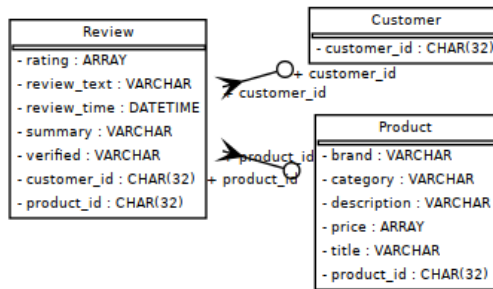 Review
- rating : ARRAY
- review_text : VARCHAR
- review_time : DATETIME
- summary : VARCHAR
- verified : VARCHAR
- customer_id : CHAR(32)
- product_id : CHAR(32)
Customer
- customer_id : CHAR(32)
+ customer_id
+ customer_id
Product
- brand : VARCHAR
- category : VARCHAR
- description : VARCHAR
- price : ARRAY
- title : VARCHAR
- product_id : CHAR(32)
+ product_id
+ product_id